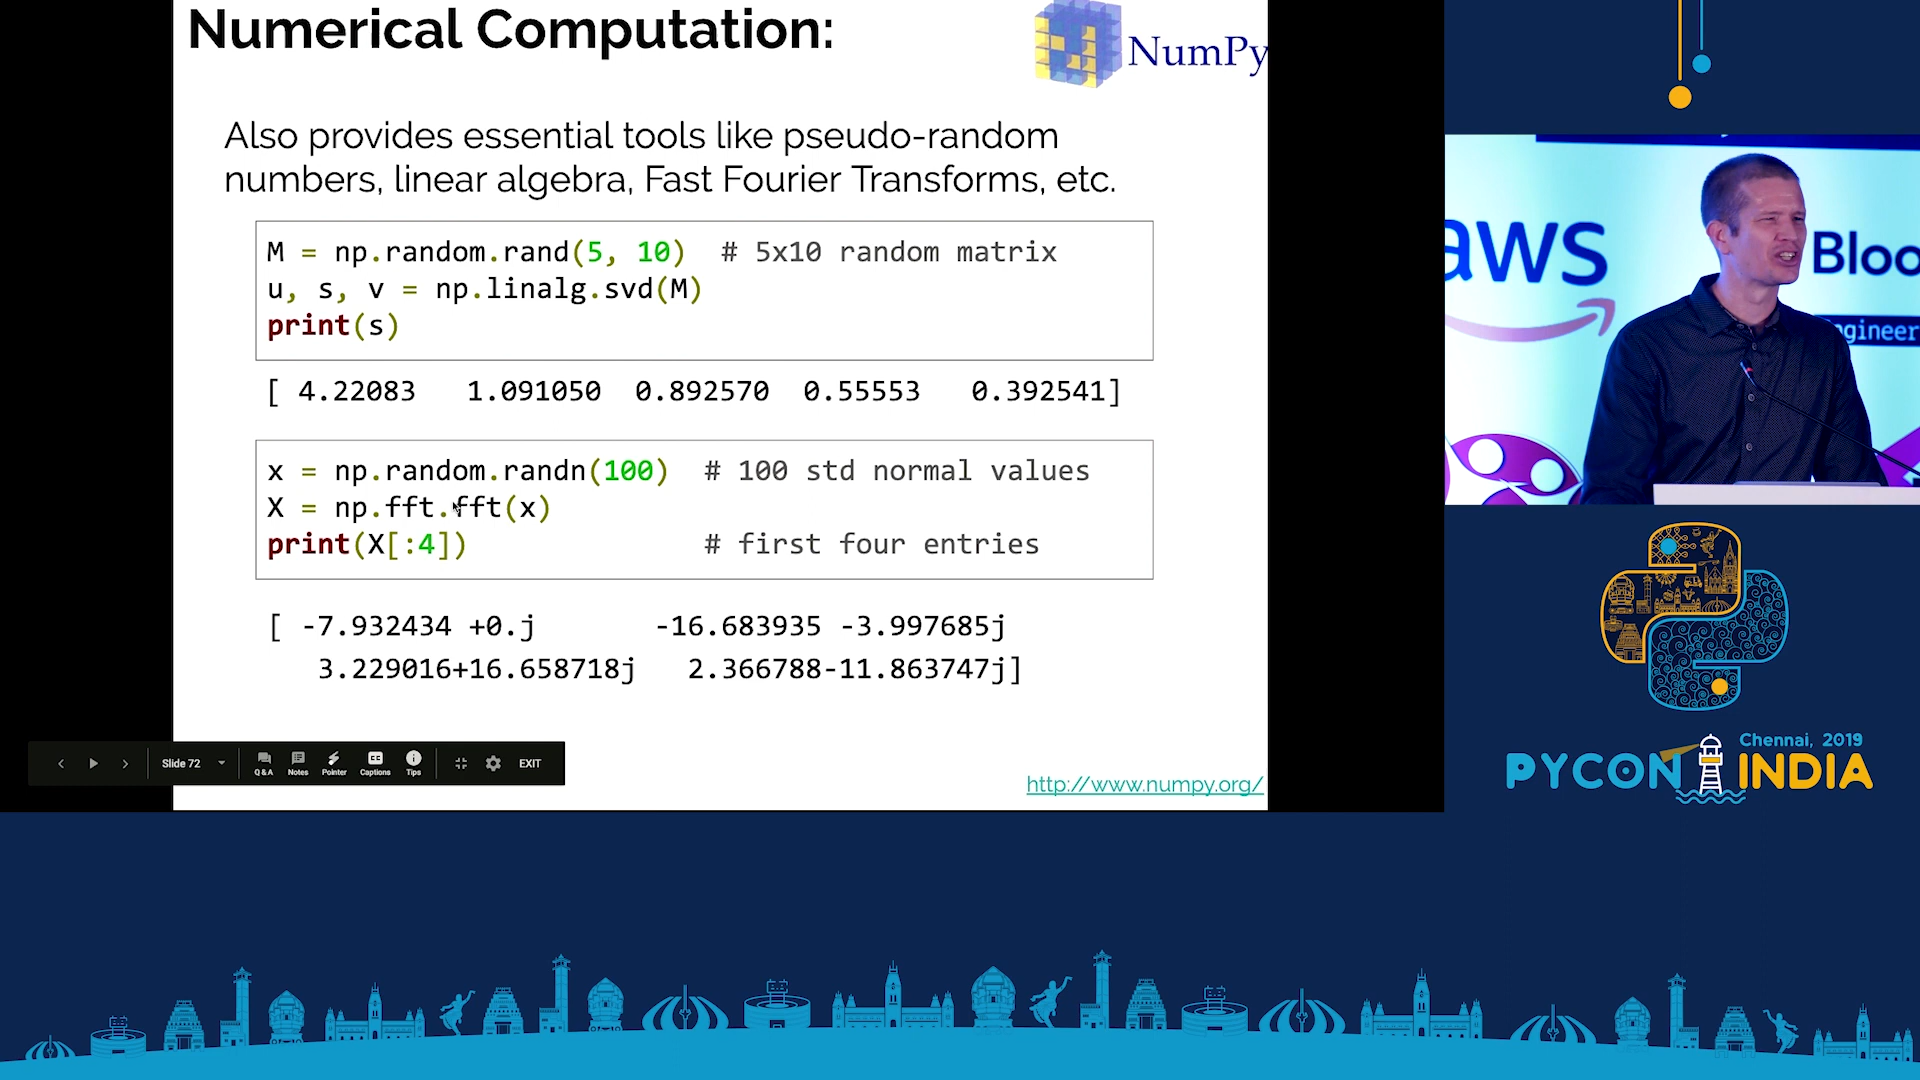 Numerical Computation:
NumPy
Also provides essential tools like pseudo-random
numbers, linear algebra, Fast Fourier Transforms, etc.
M = np.random.rand(5, 10)  # 5x10 random matrix
u, s, v = np.linalg.svd(M)
print(s)
[ 4.22083   1.091050  0.892570  0.55553   0.392541]
x = np.random.randn(100)  # 100 std normal values
X = np.fft.fft(x)
print(X[:4])              # first four entries
[ -7.932434 +0.j       -16.683935 -3.997685j
3.229016+16.658718j   2.366788-11.863747j]
Slide 72
Q&A
Notes
Pointer
Captions
Tips
EXIT
http://www.numpy.org/
aws
Bloo
ngineer
Chennai, 2019
PYCON INDIA